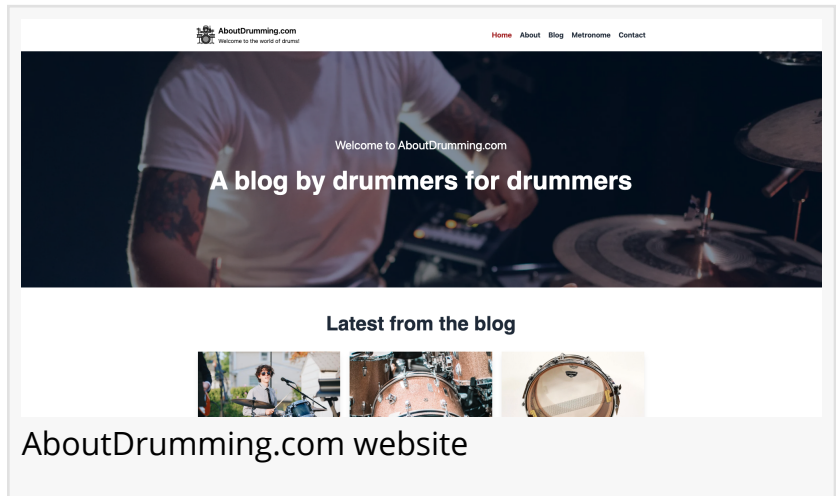 AboutDrumming.com
Welcome to the world of drums!
Home About Blog Metronome Contact
Welcome to AboutDrumming.com
A blog by drummers for drummers
Latest from the blog
AboutDrumming.com website